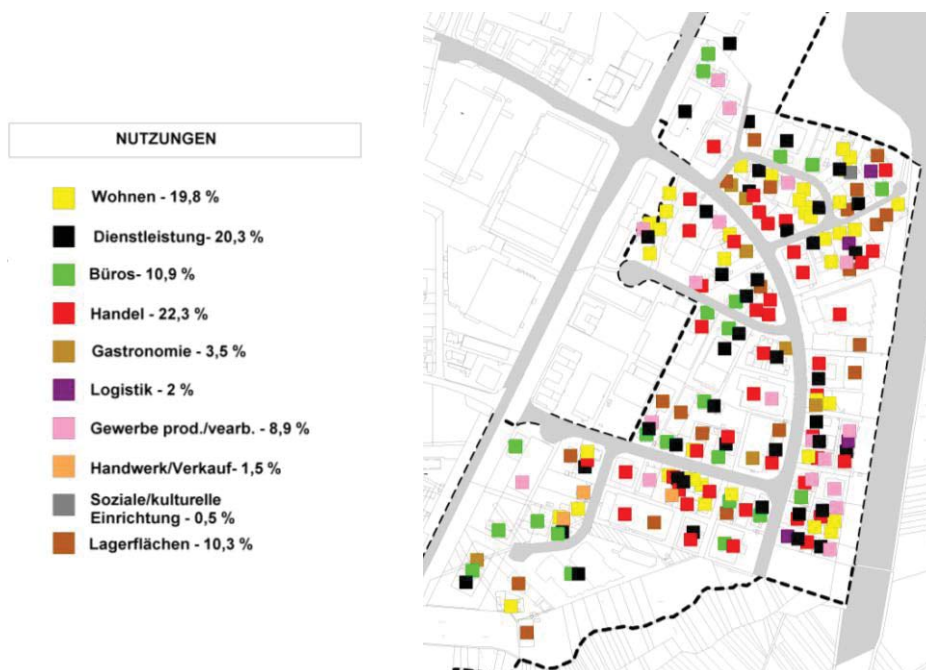 NUTZUNGEN
Wohnen - 19,8 %
Dienstleistung- 20,3 %
Büros- 10,9 %
Handel - 22,3 %
Gastronomie - 3,5 %
Logistik - 2 %
Gewerbe prod./vearb. - 8,9 %
Handwerk/Verkauf- 1,5 %
Soziale/kulturelle
Einrichtung - 0,5 %
Lagerflächen - 10,3 %